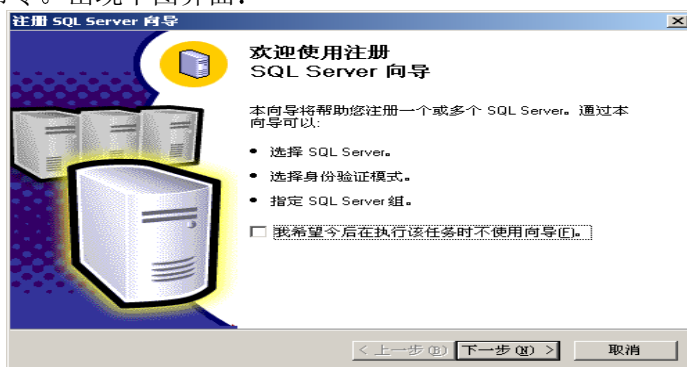 注册 SQL Server 向导
欢迎使用注册
SQL Server 向导
本向导将帮助您注册一个或多个 SQL Server。通过本
向导可以:
• 选择 SQL Server。
• 选择身份验证模式。
• 指定 SQL Server 组。
我希望今后在执行该任务时不使用向导(F)。
< 上一步(B) 下一步(N) > 取消